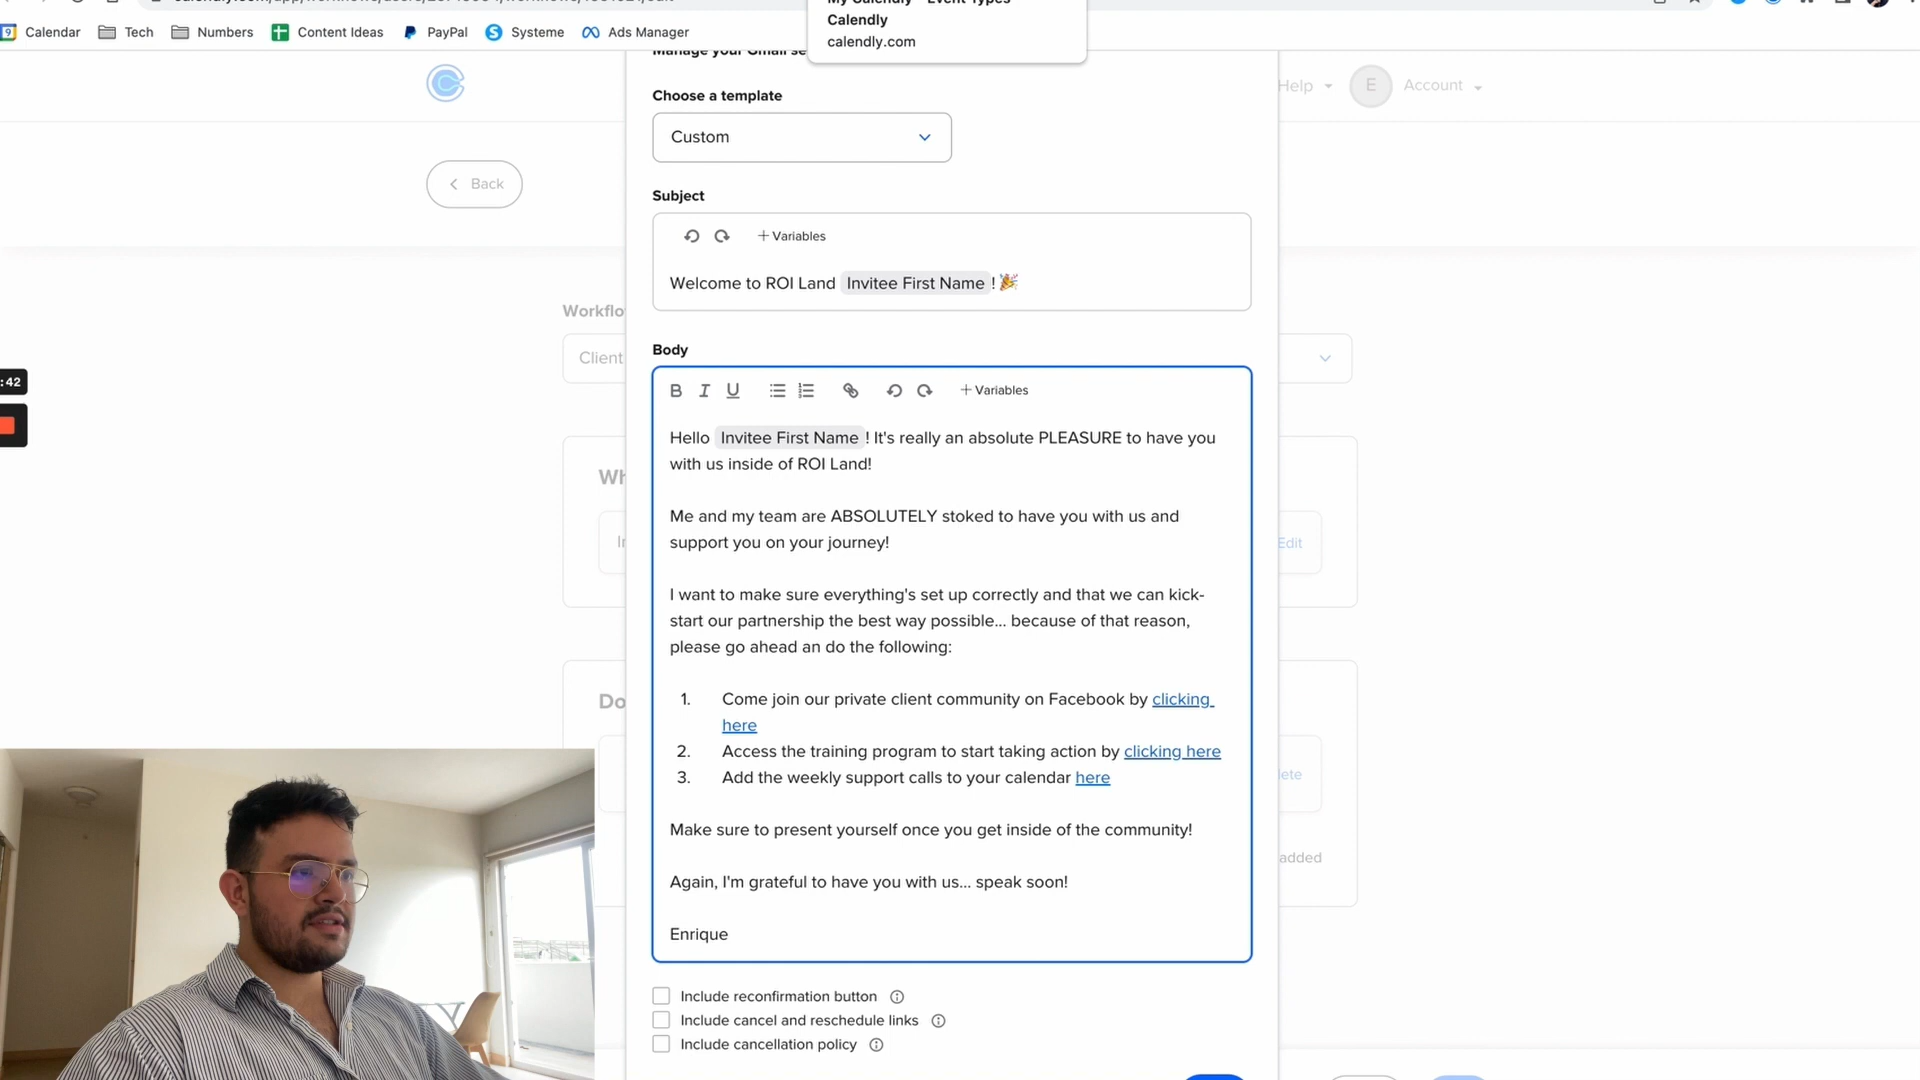 Calendly
calendly.com
Calendar
Tech
Numbers
Content Ideas
PayPal
Systeme
Ads Manager
Help
E
Account
Choose a template
Custom
Back
Subject
+ Variables
Welcome to ROI Land Invitee First Name ! 🎉
Workflo
Client
Body
:42
B I U
+ Variables
Hello Invitee First Name ! It's really an absolute PLEASURE to have you
with us inside of ROI Land!
Wh
Me and my team are ABSOLUTELY stoked to have you with us and
support you on your journey!
Edit
I want to make sure everything's set up correctly and that we can kick-
start our partnership the best way possible... because of that reason,
please go ahead an do the following:
Do
1. Come join our private client community on Facebook by clicking
here
2. Access the training program to start taking action by clicking here
3. Add the weekly support calls to your calendar here
lete
Make sure to present yourself once you get inside of the community!
added
Again, I'm grateful to have you with us... speak soon!
Enrique
Include reconfirmation button
Include cancel and reschedule links
Include cancellation policy